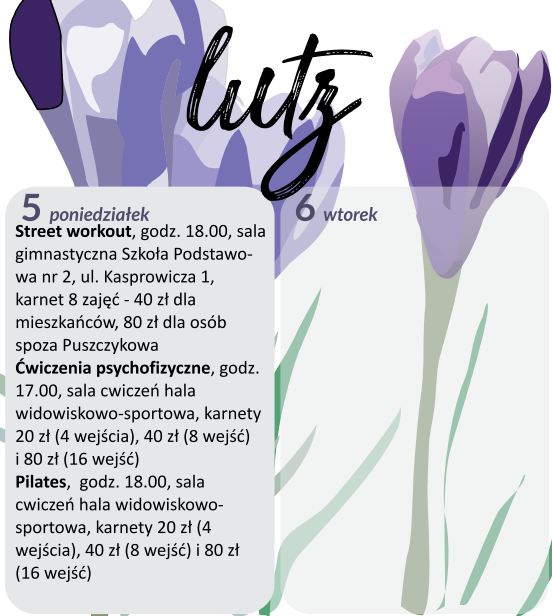 lutz
5 poniedziałek
Street workout, godz. 18.00, sala
gimnastyczna Szkoła Podstawo-
wa nr 2, ul. Kasprowicza 1,
karnet 8 zajęć - 40 zł dla
mieszkańców, 80 zł dla osób
spoza Puszczykowa
Ćwiczenia psychofizyczne, godz.
17.00, sala cwiczeń hala
widowiskowo-sportowa, karnety
20 zł (4 wejścia), 40 zł (8 wejść)
i 80 zł (16 wejść)
Pilates,  godz. 18.00, sala
cwiczeń hala widowiskowo-
sportowa, karnety 20 zł (4
wejścia), 40 zł (8 wejść) i 80 zł
(16 wejść)
6 wtorek